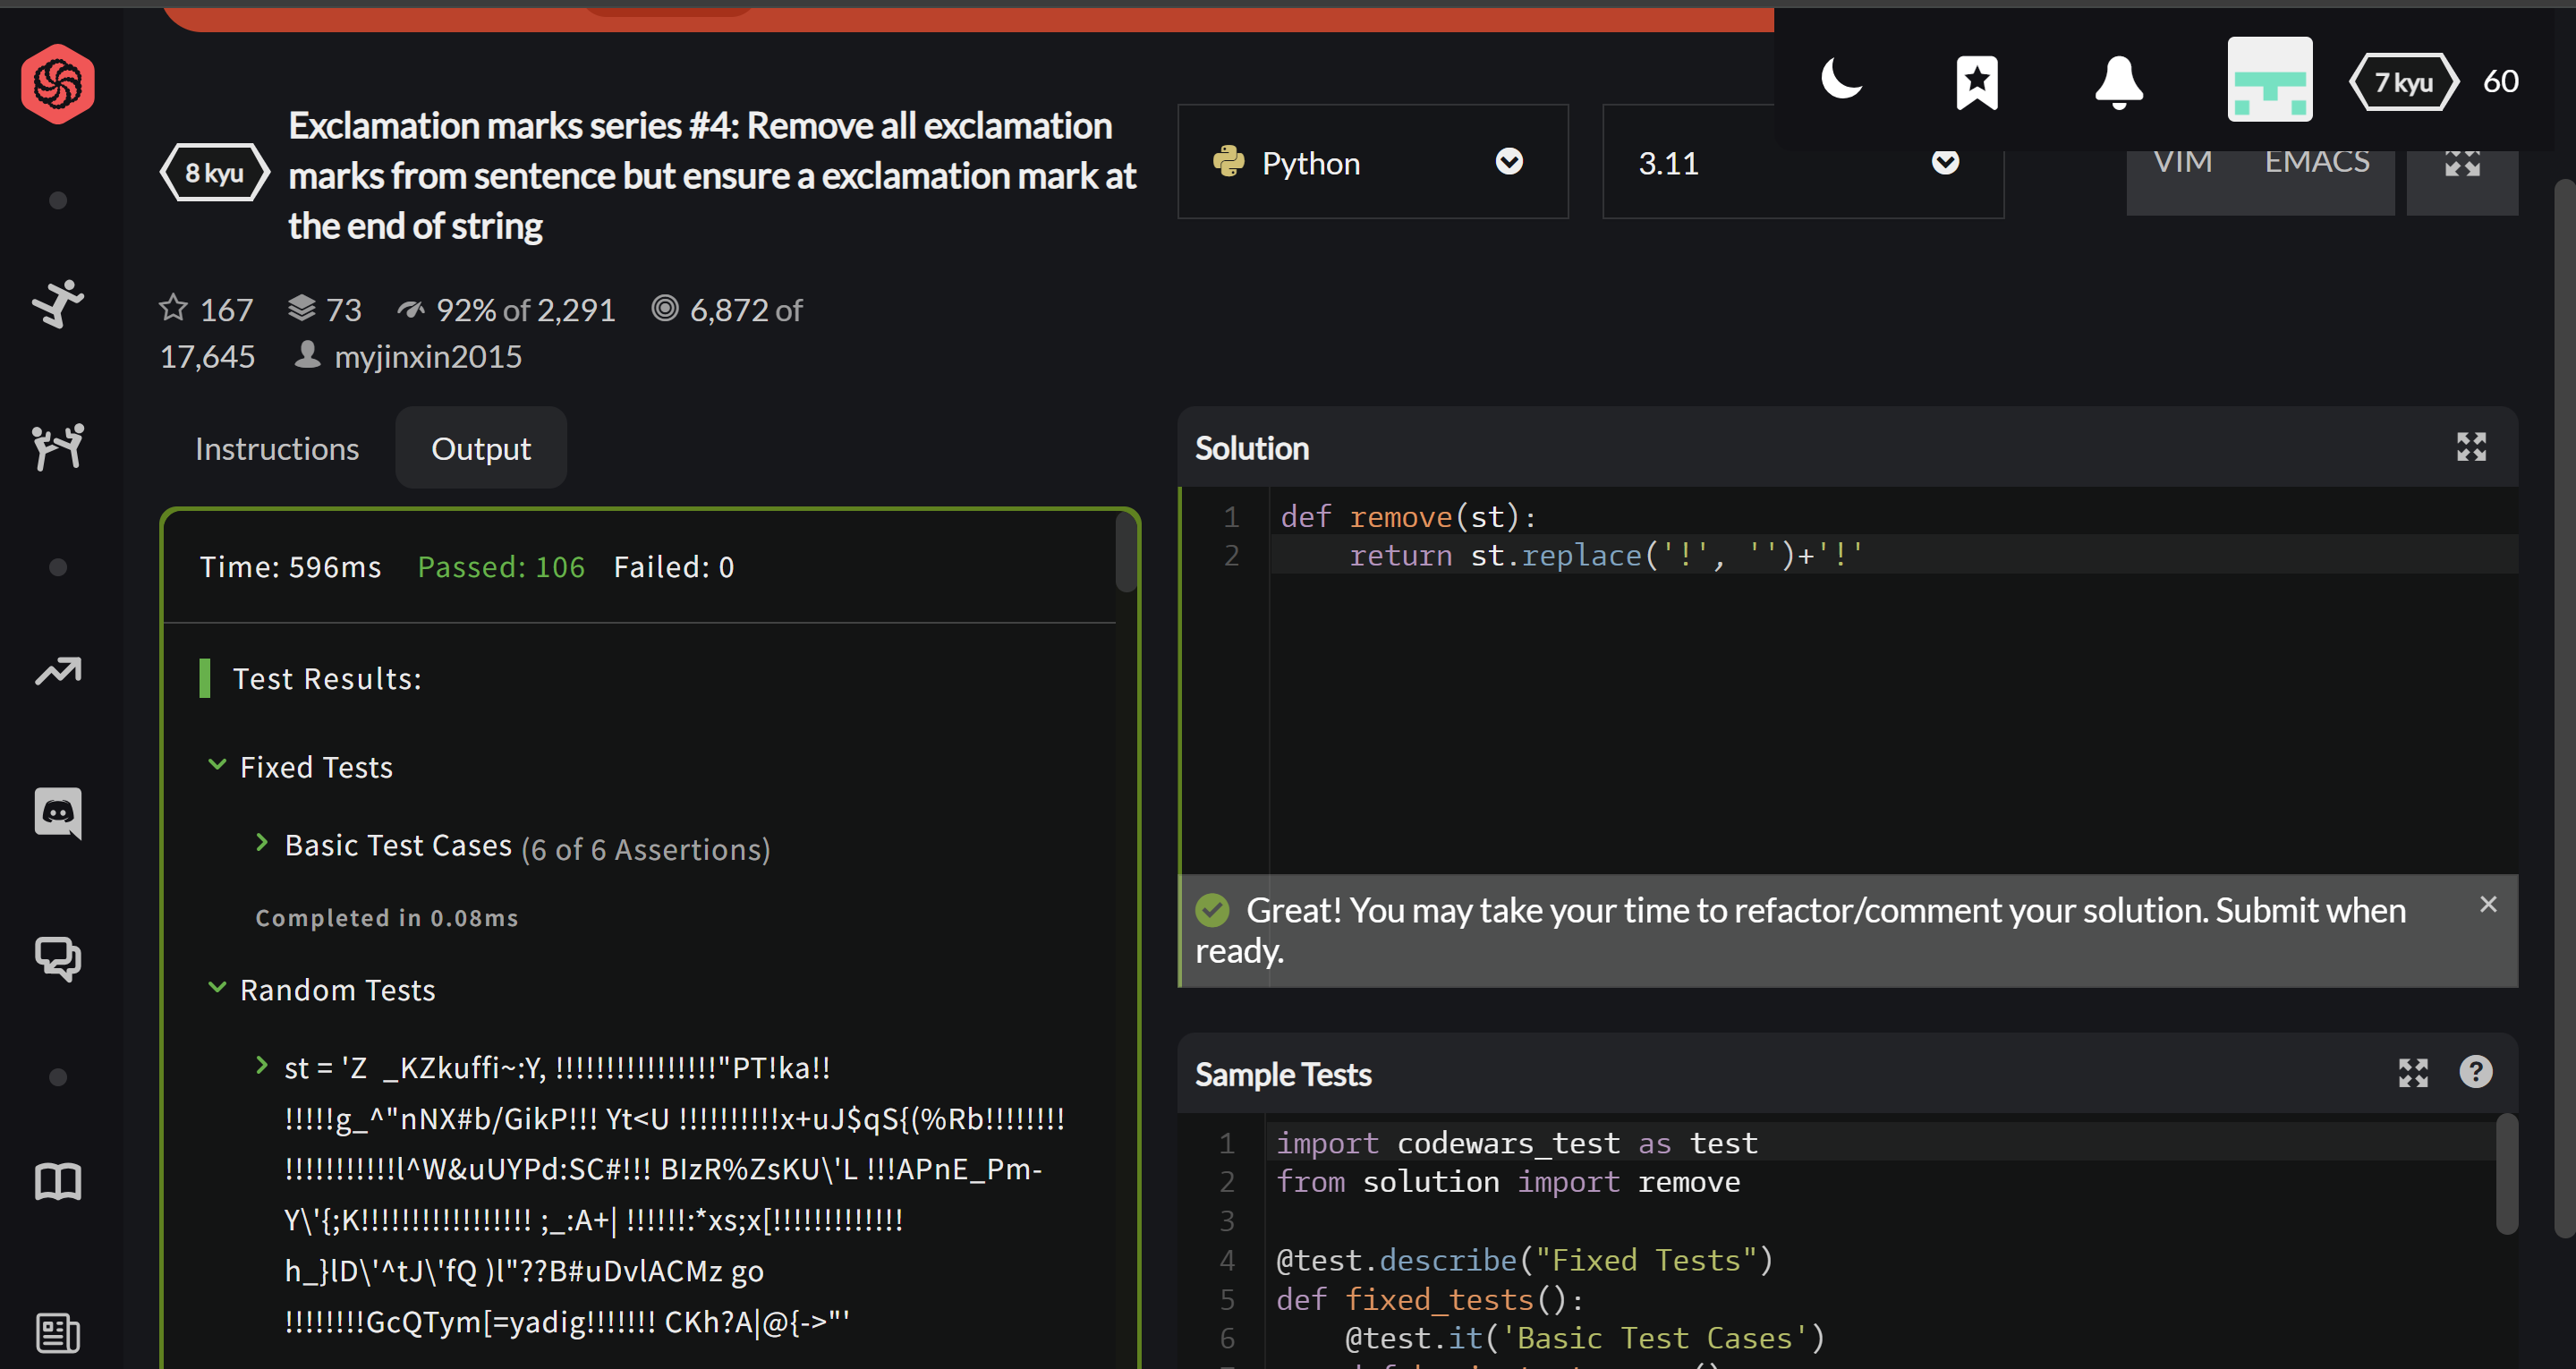 7 kyu 60
8 kyu
Exclamation marks series #4: Remove all exclamation
marks from sentence but ensure a exclamation mark at
the end of string
167 73 92% of 2,291 6,872 of
17,645 myjinxin2015
Python
3.11
VIM EMACS
Instructions Output
Time: 596ms Passed: 106 Failed: 0
Test Results:
Fixed Tests
Basic Test Cases (6 of 6 Assertions)
Completed in 0.08ms
Random Tests
st = 'Z  _KZkuffi~:Y, !!!!!!!!!!!!!!!!"PT!ka!!
!!!!!g_^"nNX#b/GikP!!! Yt<U !!!!!!!!!!x+uJ$qS{(%Rb!!!!!!!!
!!!!!!!!!!!l^W&uUYPd:SC#!!! BIzR%ZsKU\'L !!!APnE_Pm-
Y\'{;K!!!!!!!!!!!!!!!!! ;_:A+| !!!!!!:*xs;x[!!!!!!!!!!!!!
h_}lD\'^tJ\'fQ )l"??B#uDvlACMz go
!!!!!!!!GcQTym[=yadig!!!!!!! CKh?A|@{->"'
Solution
1 def remove(st):
2     return st.replace('!', '')+'!'
Great! You may take your time to refactor/comment your solution. Submit when
ready.
Sample Tests
1 import codewars_test as test
2 from solution import remove
3
4 @test.describe("Fixed Tests")
5 def fixed_tests():
6     @test.it('Basic Test Cases')